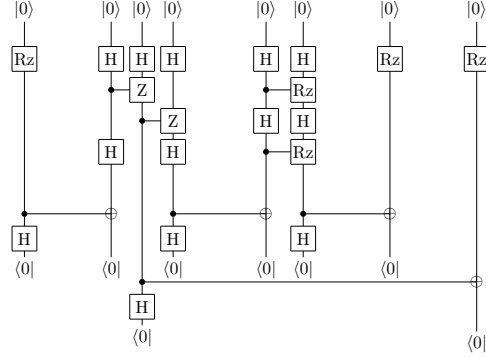 |0⟩ |0⟩ |0⟩ |0⟩ |0⟩ |0⟩ |0⟩ |0⟩
Rz H H H H H Rz Rz
Z Rz
Z H H
H H Rz
H H H
⟨0| ⟨0| ⟨0| ⟨0| ⟨0| ⟨0|
H
⟨0| ⟨0|